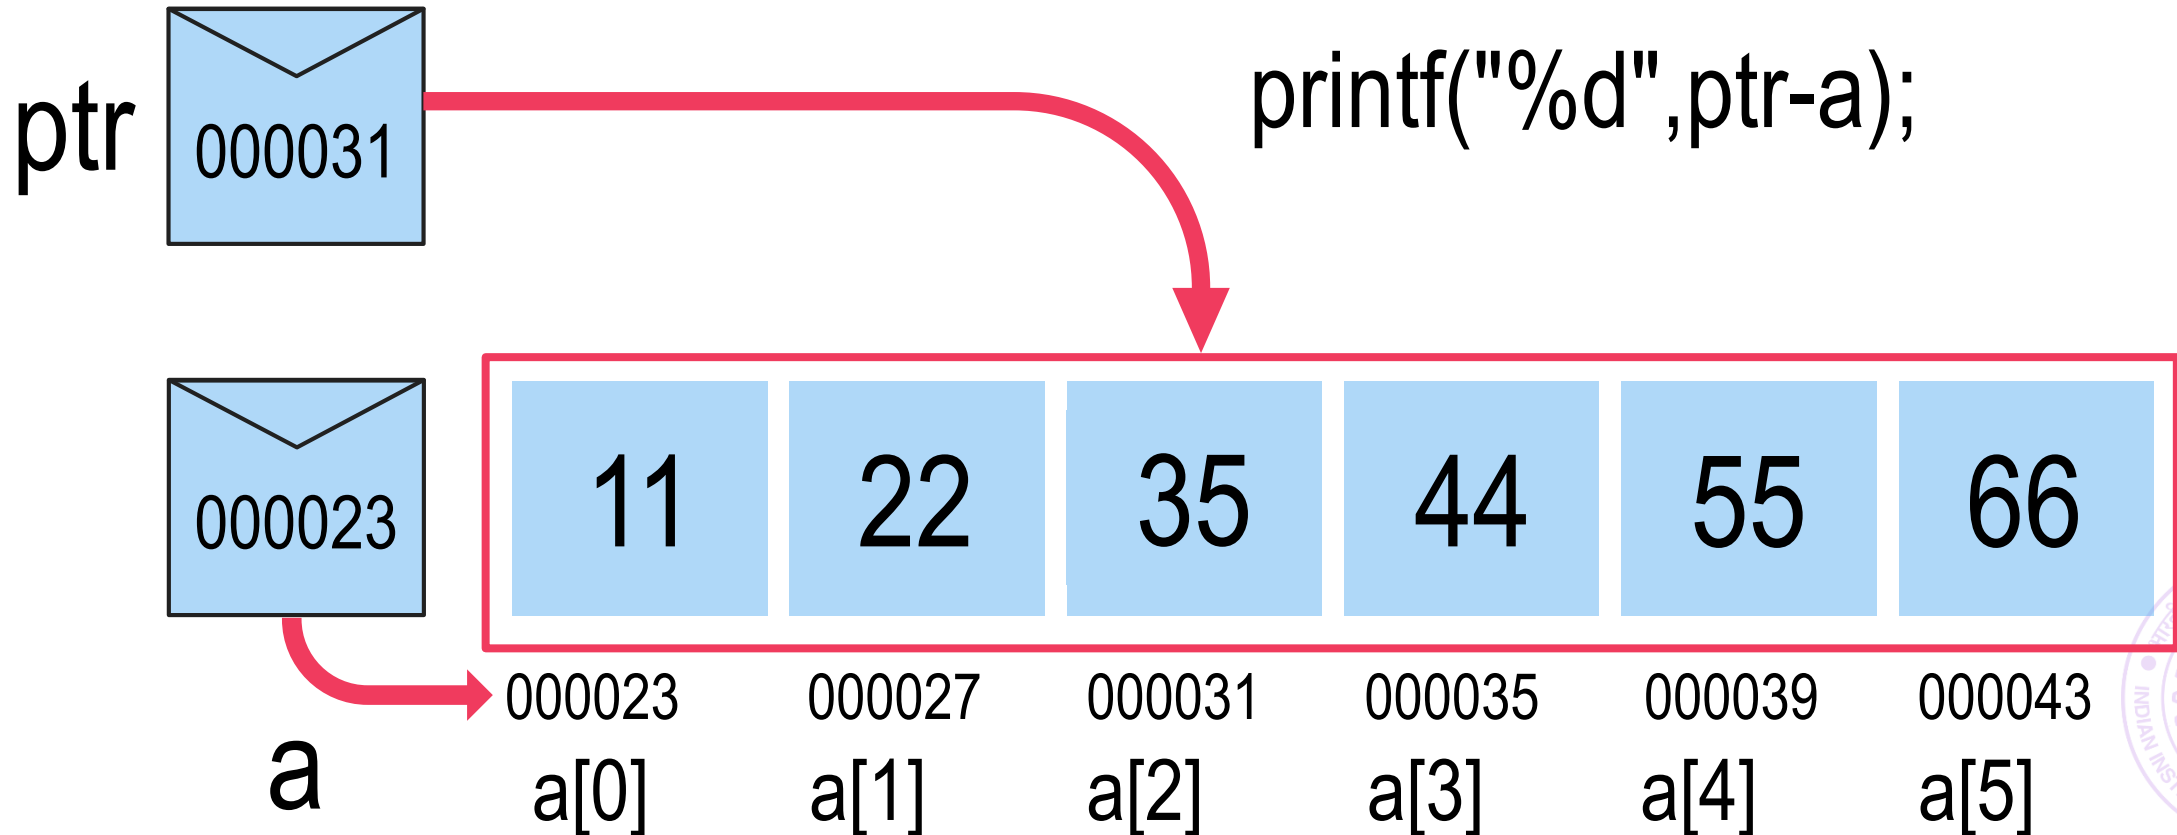 printf("%d",ptr-a);
ptr
000031
000023
11 22 35 44 55 66
000023 000027 000031 000035 000039 000043
a
a[0] a[1] a[2] a[3] a[4] a[5]